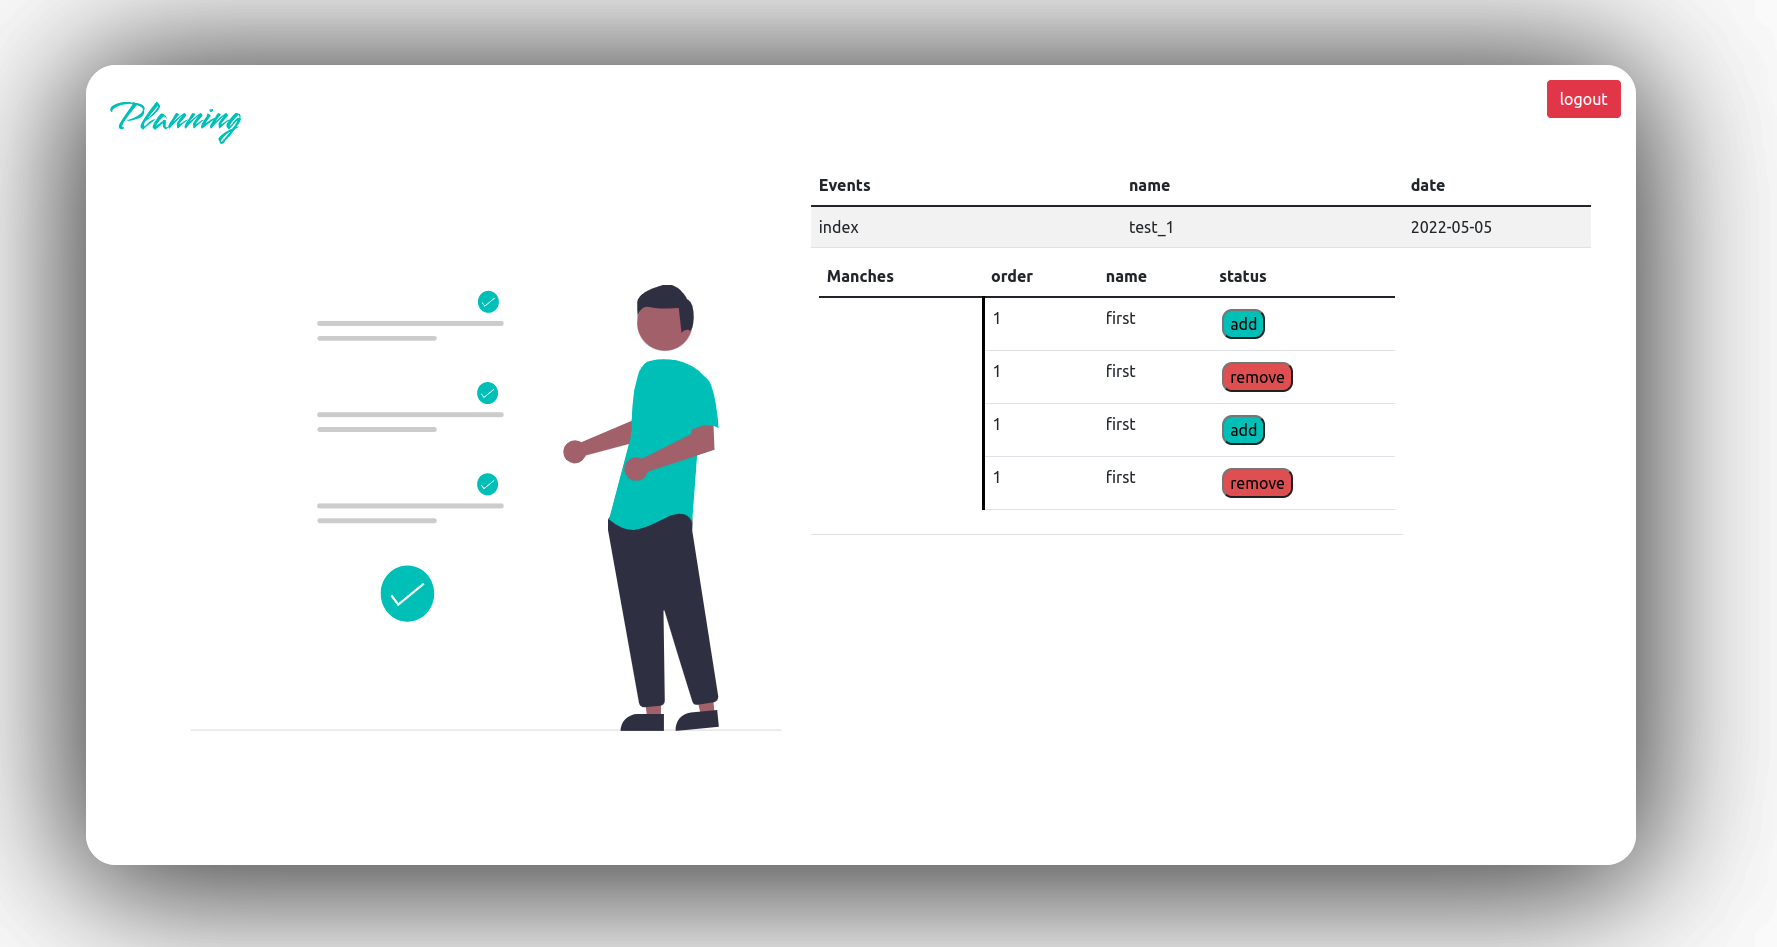 Planning
logout
Events name date
index test_1 2022-05-05
Manches order name status
1 first add
1 first remove
1 first add
1 first remove